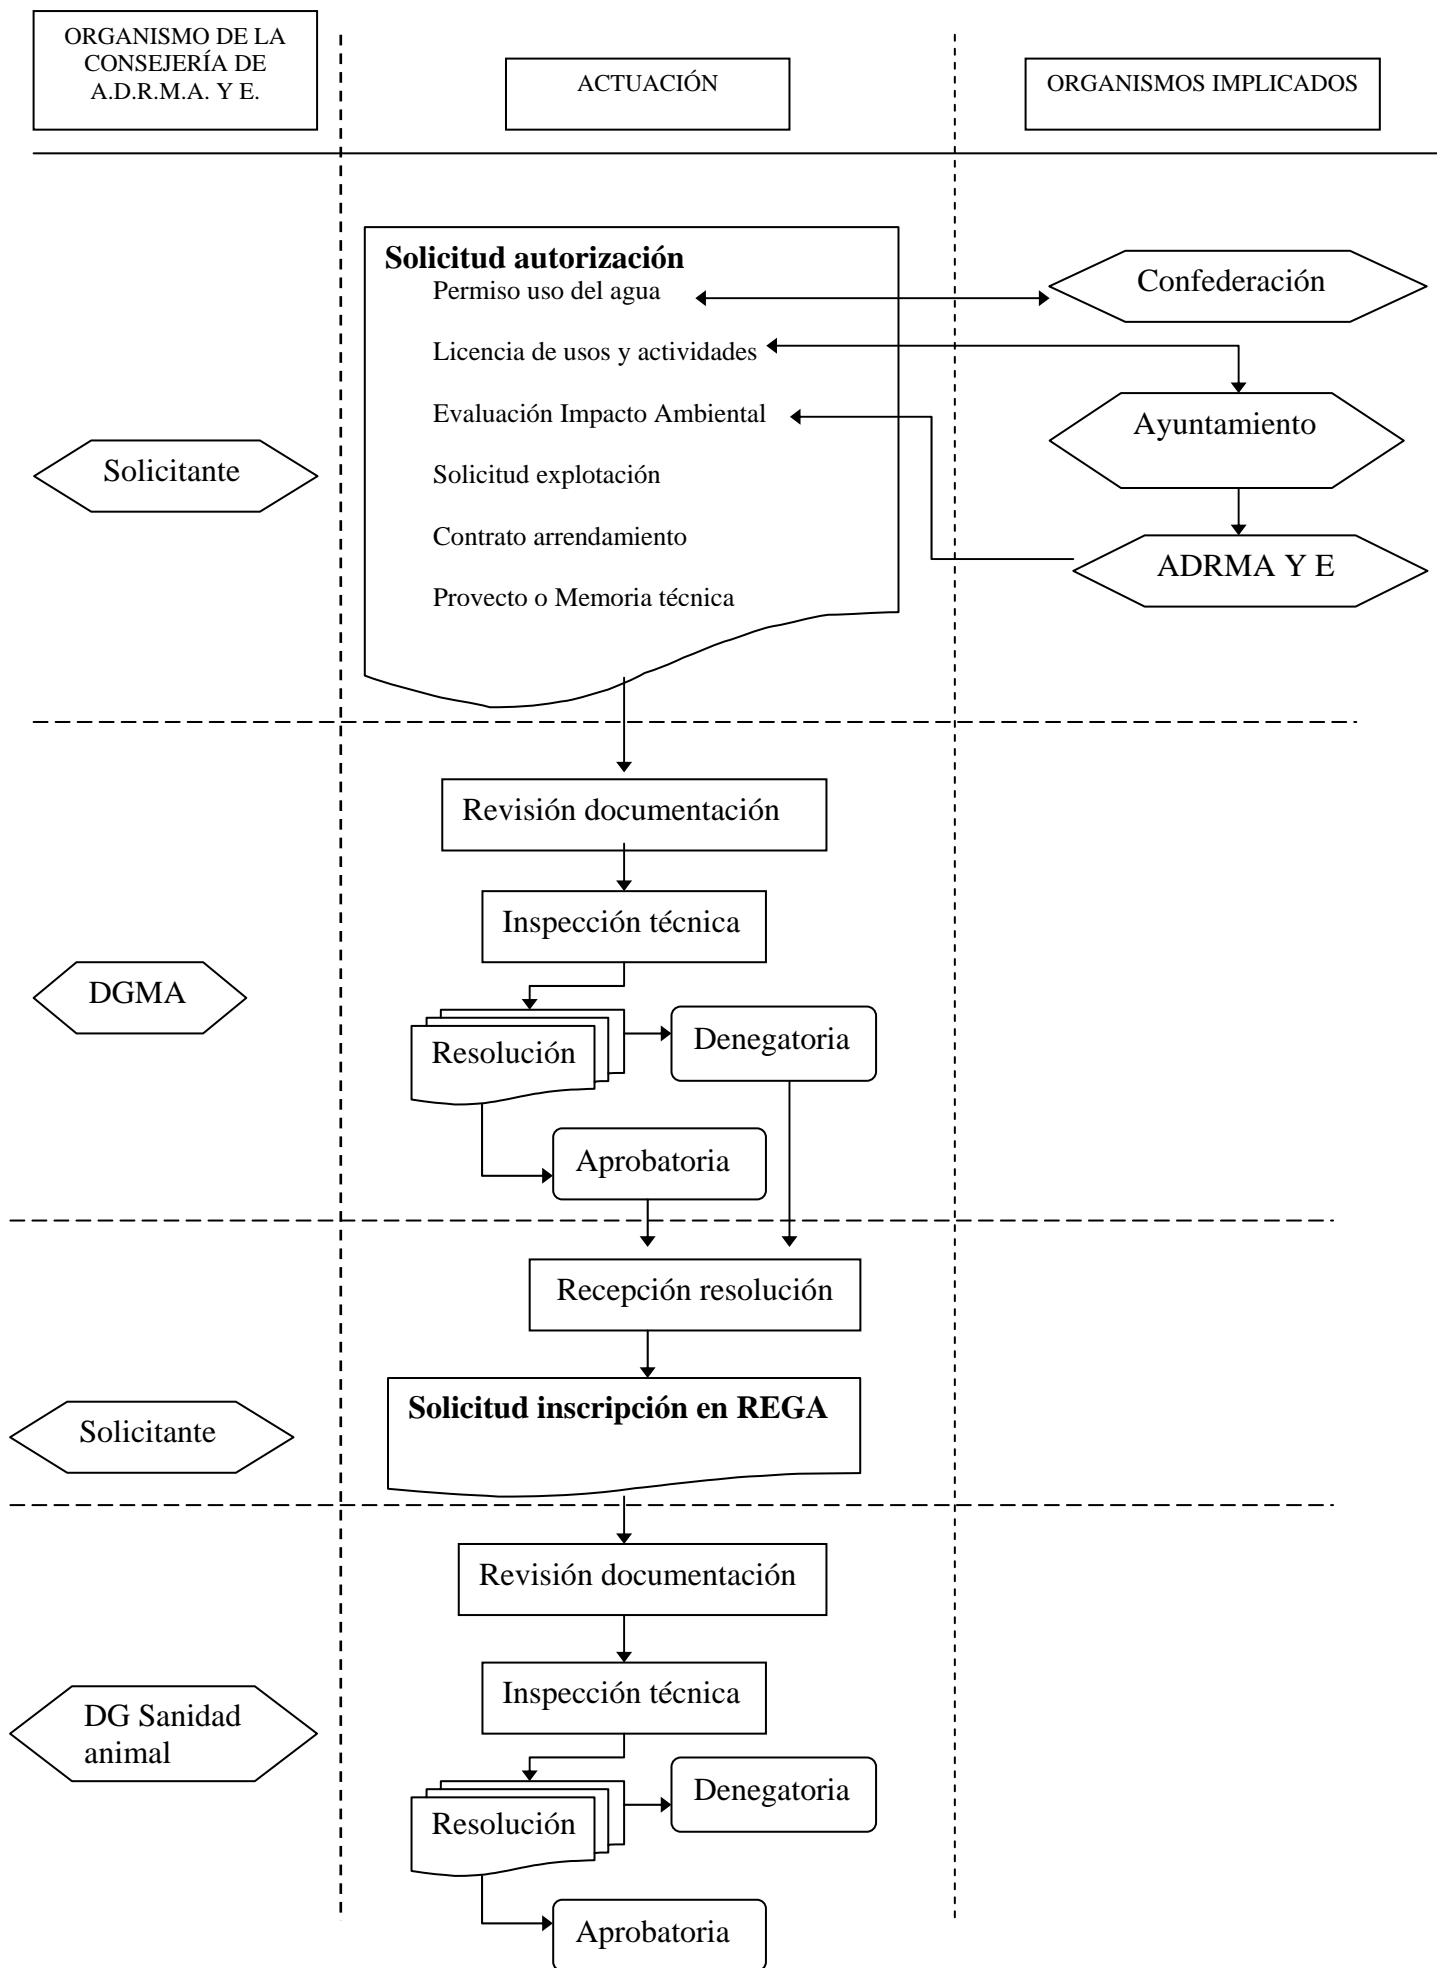 ORGANISMO DE LA
CONSEJERÍA DE
A.D.R.M.A. Y E.
ACTUACIÓN
ORGANISMOS IMPLICADOS
Solicitud autorización
Permiso uso del agua
Confederación
Licencia de usos y actividades
Evaluación Impacto Ambiental
Ayuntamiento
Solicitante
Solicitud explotación
Contrato arrendamiento
ADRMA Y E
Provecto o Memoria técnica
Revisión documentación
Inspección técnica
DGMA
Resolución
Denegatoria
Aprobatoria
Recepción resolución
Solicitud inscripción en REGA
Solicitante
Revisión documentación
Inspección técnica
DG Sanidad
animal
Denegatoria
Resolución
Aprobatoria